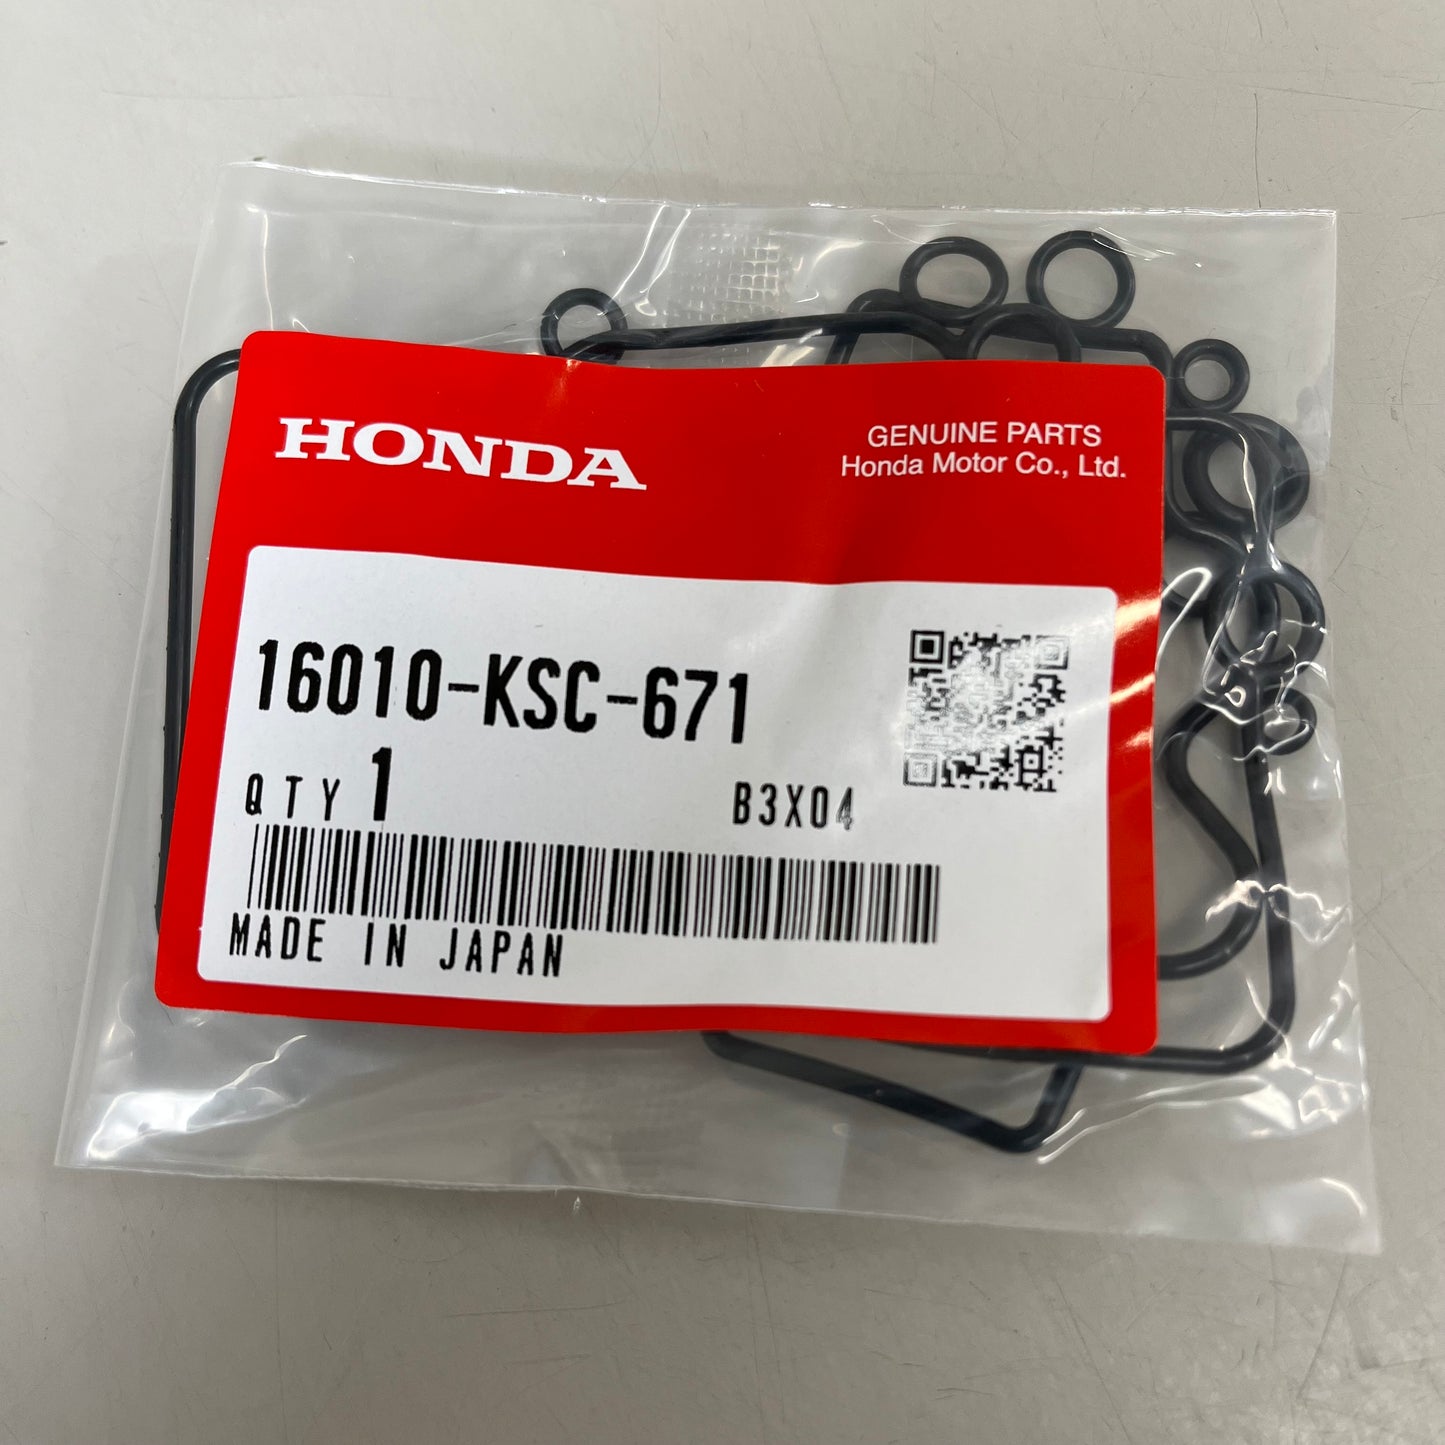 HONDA
GENUINE PARTS
Honda Motor Co., Ltd.
16010-KSC-671
QTY 1
B3X04
MADE IN JAPAN